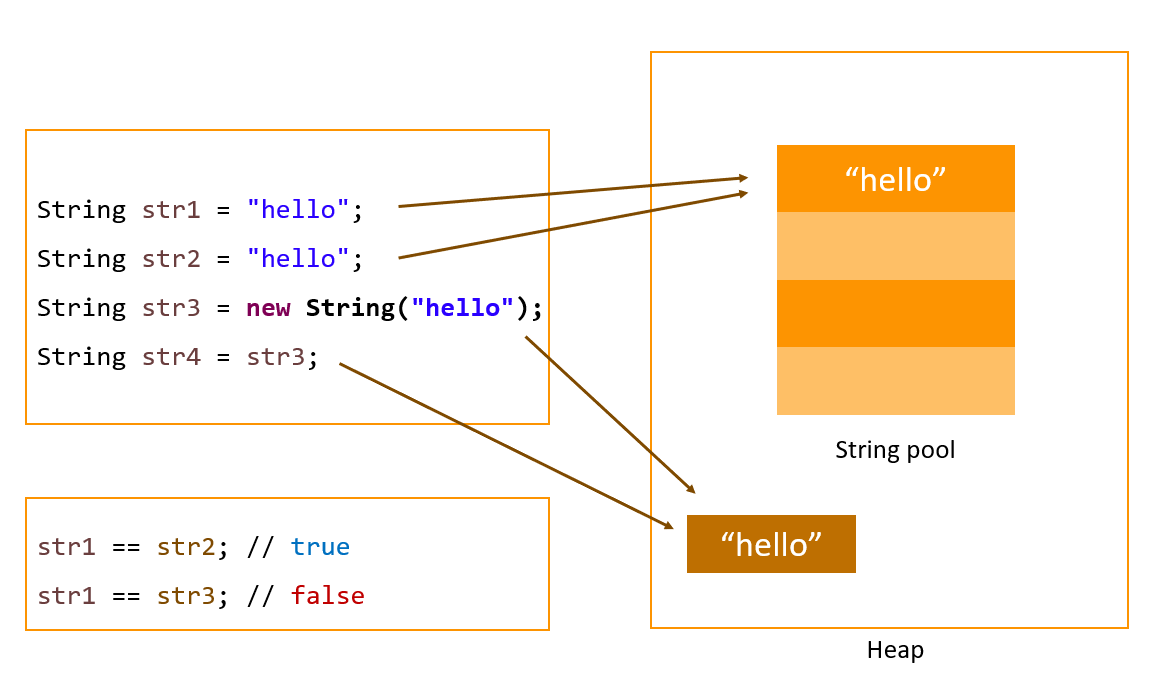 String str1 = "hello";
String str2 = "hello";
String str3 = new String("hello");
String str4 = str3;
str1 == str2; // true
str1 == str3; // false
“hello”
String pool
“hello”
Heap